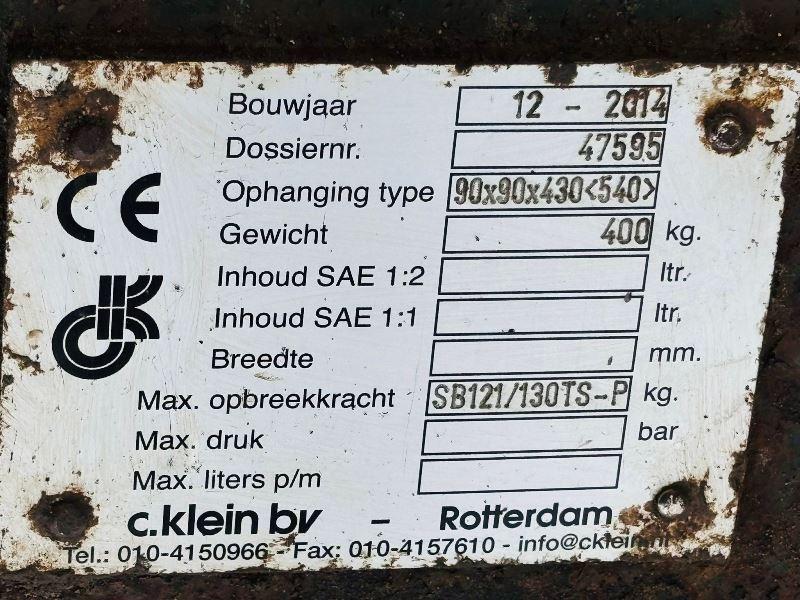 Bouwjaar 12 - 2014
Dossiernr. 47595
Ophanging type 90x90x430<540>
CE
Gewicht 400 kg.
Inhoud SAE 1:2 ltr.
Inhoud SAE 1:1 ltr.
Breedte mm.
Max. opbreekkracht SB121/130TS-P kg.
Max. druk bar
Max. liters p/m
c.klein bv - Rotterdam
Tel.: 010-4150966 - Fax: 010-4157610 - info@cklein.nl